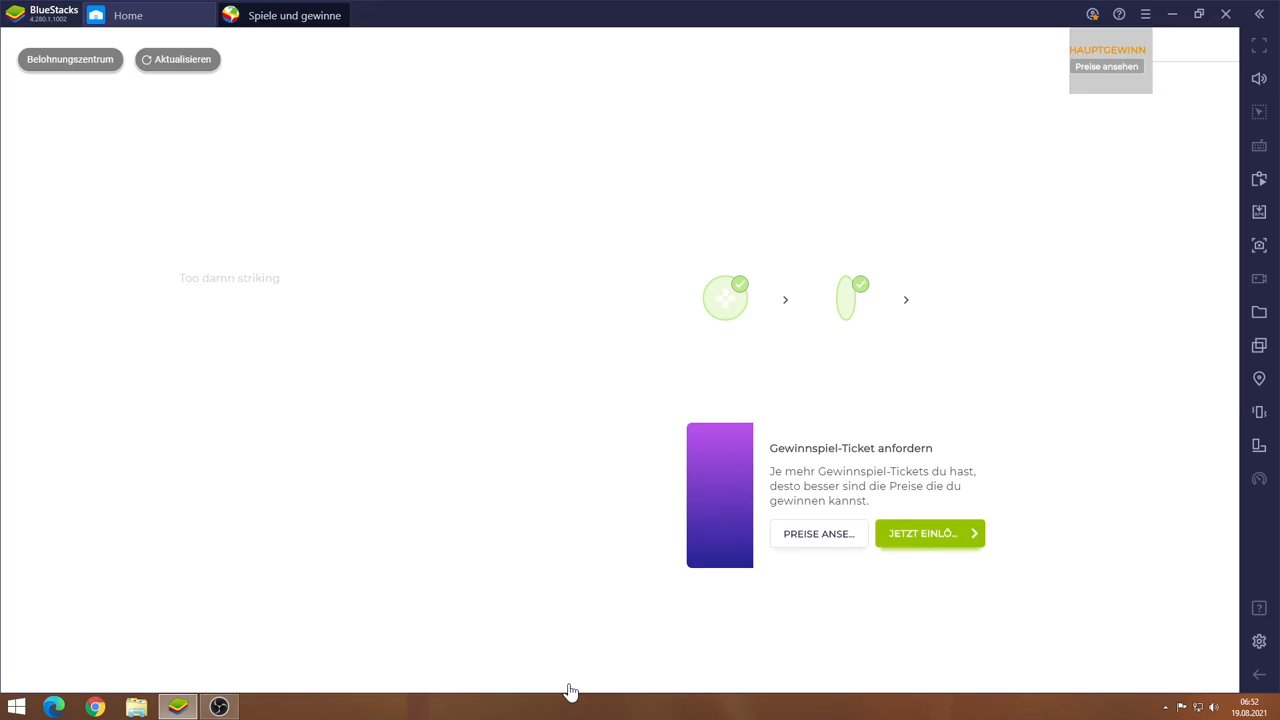 BlueStacks
4.280.1.1002
Home
Spiele und gewinne
Belohnungszentrum
Aktualisieren
HAUPTGEWINN
Preise ansehen
Too damn striking
Gewinnspiel-Ticket anfordern
Je mehr Gewinnspiel-Tickets du hast,
desto besser sind die Preise die du
gewinnen kannst.
PREISE ANSE...
JETZT EINLÖ...
06:52
19.08.2021